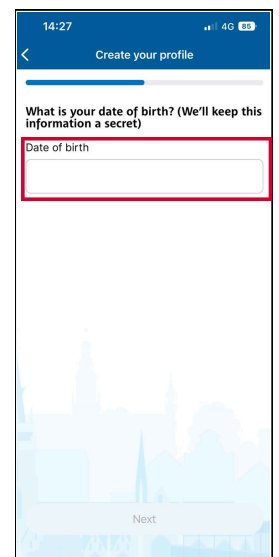 14:27
4G 86
Create your profile
What is your date of birth? (We'll keep this
information a secret)
Date of birth
Next